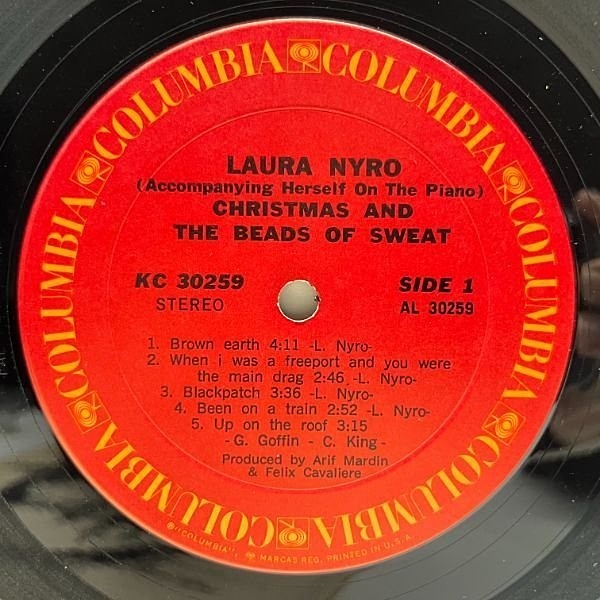 COLUMBIA COLUMBIA COLUMBIA COLUMBIA COLUMBIA COLUMBIA
LAURA NYRO
(Accompanying Herself On The Piano)
CHRISTMAS AND
THE BEADS OF SWEAT
KC 30259 SIDE 1
STEREO AL 30259
1. Brown earth 4:11 -L. Nyro-
2. When i was a freeport and you were
the main drag 2:46 -L. Nyro-
3. Blackpatch 3:36 -L. Nyro-
4. Been on a train 2:52 -L. Nyro-
5. Up on the roof 3:15
- G. Goffin - C. King -
Produced by Arif Mardin
& Felix Cavaliere
℗"COLUMBIA", MARCAS REG. PRINTED IN U.S.A.